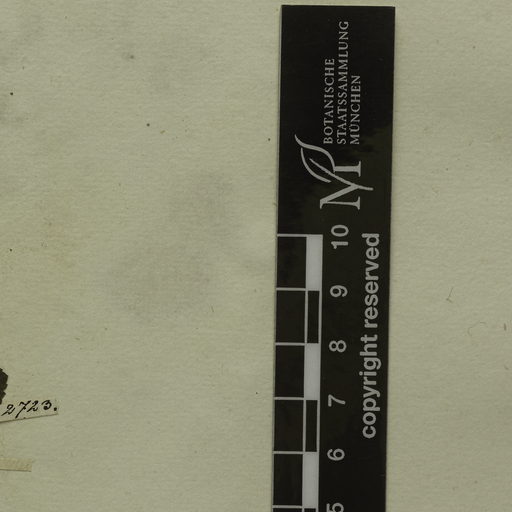 BOTANISCHE
STAATSSAMMLUNG
MÜNCHEN
M
10
9
8
7
6
5
copyright reserved
2723.